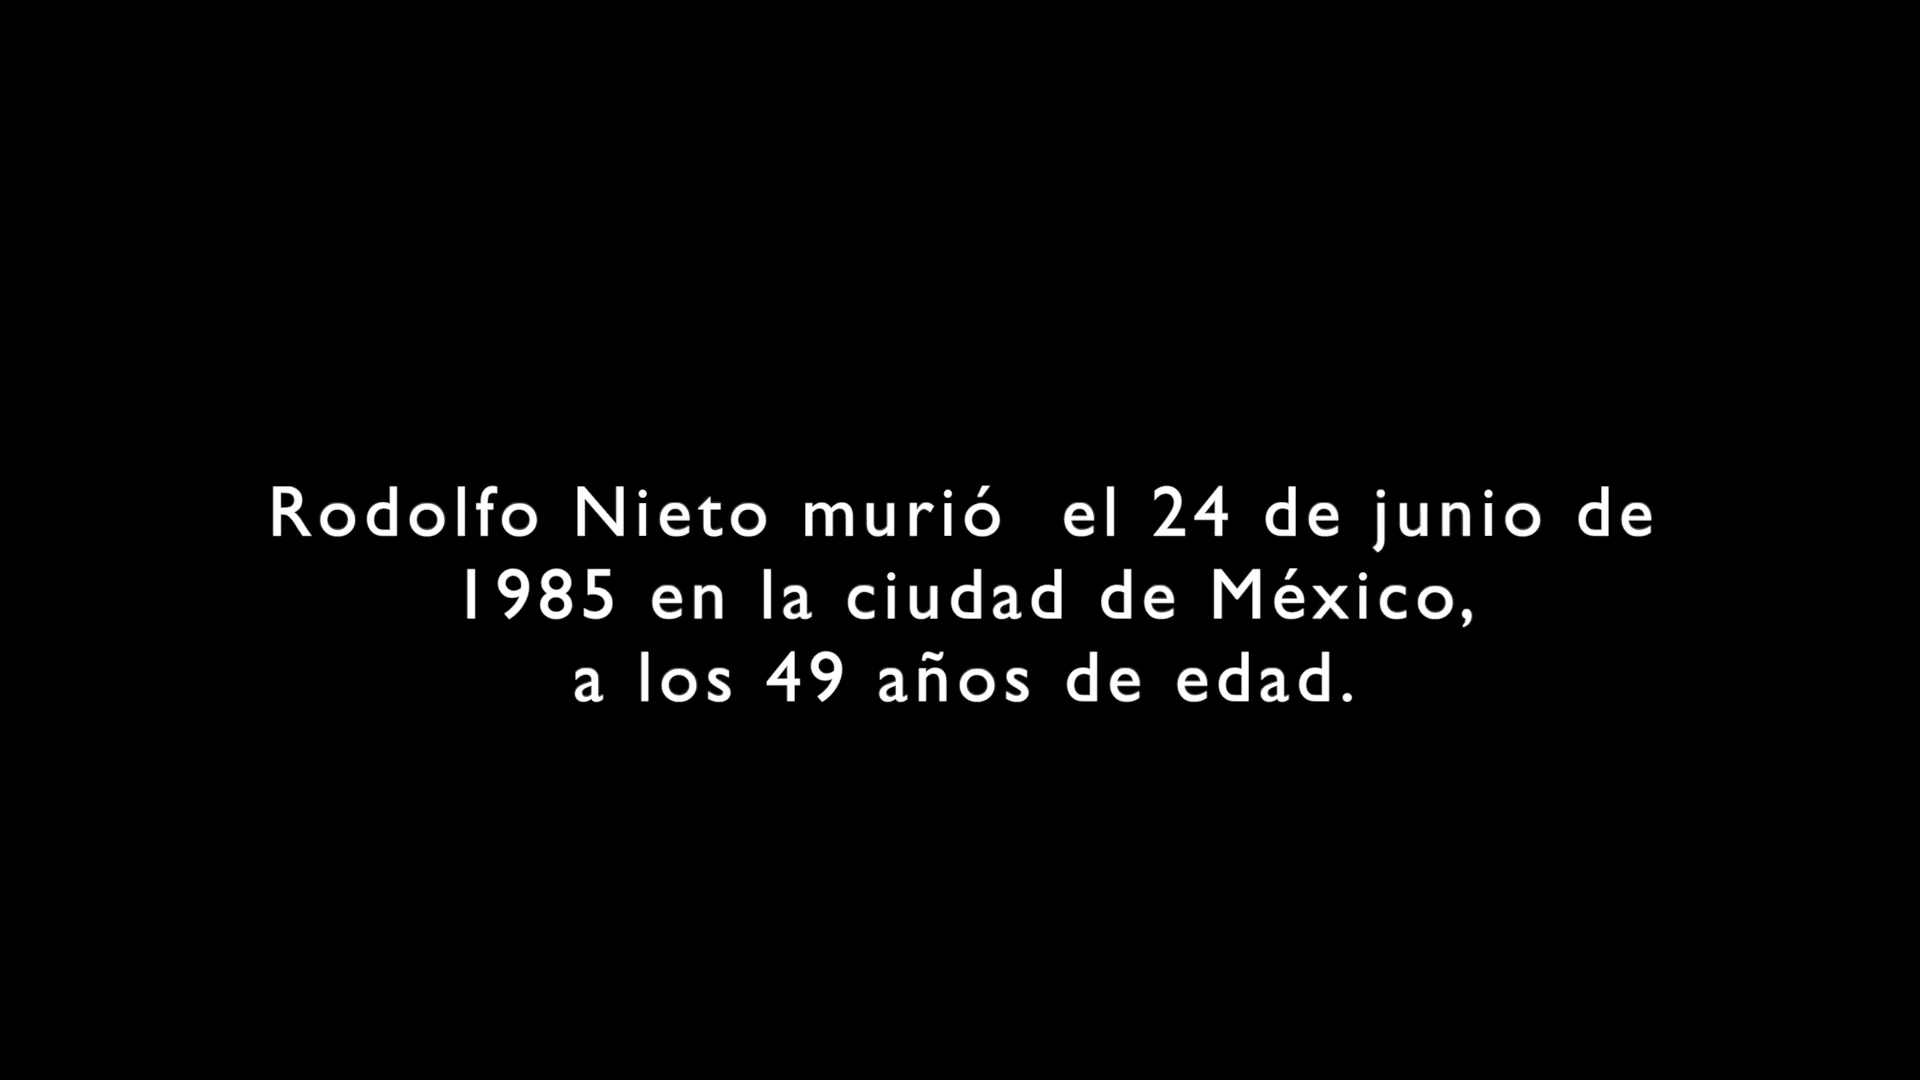 Rodolfo Nieto murió  el 24 de junio de
1985 en la ciudad de México,
a los 49 años de edad.